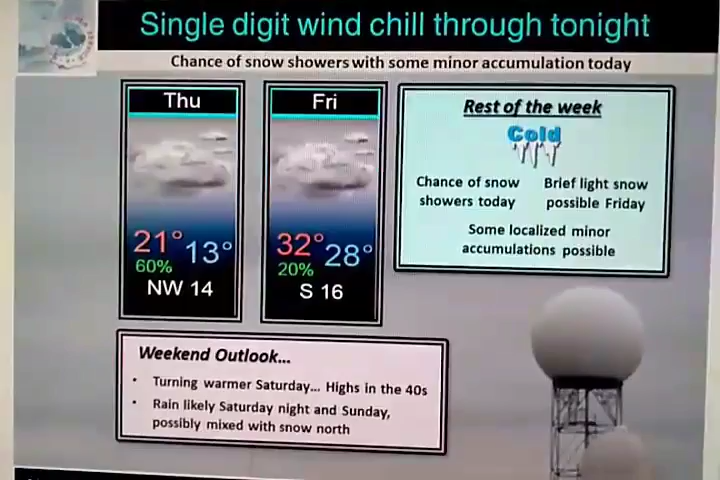 Single digit wind chill through tonight
Chance of snow showers with some minor accumulation today
Thu
21° 13°
60%
NW 14
Fri
32° 28°
20%
S 16
Rest of the week
Cold
Chance of snow
showers today
Brief light snow
possible Friday
Some localized minor
accumulations possible
Weekend Outlook...
• Turning warmer Saturday... Highs in the 40s
• Rain likely Saturday night and Sunday,
possibly mixed with snow north